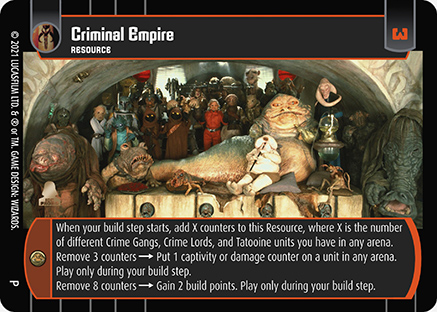 Criminal Empire
RESOURCE
3
© 2021 LUCASFILM LTD. & ® or TM. GAME DESIGN: WIZARDS.
P
When your build step starts, add X counters to this Resource, where X is the number
of different Crime Gangs, Crime Lords, and Tatooine units you have in any arena.
Remove 3 counters → Put 1 captivity or damage counter on a unit in any arena.
Play only during your build step.
Remove 8 counters → Gain 2 build points. Play only during your build step.